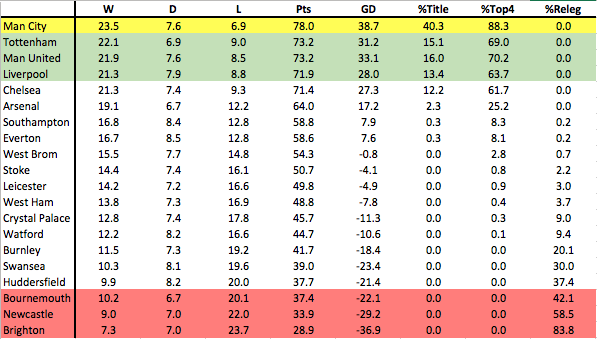 W D L Pts GD %Title %Top4 %Releg
Man City 23.5 7.6 6.9 78.0 38.7 40.3 88.3 0.0
Tottenham 22.1 6.9 9.0 73.2 31.2 15.1 69.0 0.0
Man United 21.9 7.6 8.5 73.2 33.1 16.0 70.2 0.0
Liverpool 21.3 7.9 8.8 71.9 28.0 13.4 63.7 0.0
Chelsea 21.3 7.4 9.3 71.4 27.3 12.2 61.7 0.0
Arsenal 19.1 6.7 12.2 64.0 17.2 2.3 25.2 0.0
Southampton 16.8 8.4 12.8 58.8 7.9 0.3 8.3 0.2
Everton 16.7 8.5 12.8 58.6 7.6 0.3 8.1 0.2
West Brom 15.5 7.7 14.8 54.3 -0.8 0.0 2.8 0.7
Stoke 14.4 7.4 16.1 50.7 -4.1 0.0 0.8 2.2
Leicester 14.2 7.2 16.6 49.8 -4.9 0.0 0.9 3.0
West Ham 13.8 7.3 16.9 48.8 -7.8 0.0 0.4 3.7
Crystal Palace 12.8 7.4 17.8 45.7 -11.3 0.0 0.3 9.0
Watford 12.2 8.2 16.6 44.7 -10.6 0.0 0.1 9.4
Burnley 11.5 7.3 19.2 41.7 -18.4 0.0 0.0 20.1
Swansea 10.3 8.1 19.6 39.0 -23.4 0.0 0.0 30.0
Huddersfield 9.9 8.2 20.0 37.7 -21.4 0.0 0.0 37.4
Bournemouth 10.2 6.7 20.1 37.4 -22.1 0.0 0.0 42.1
Newcastle 9.0 7.0 22.0 33.9 -29.2 0.0 0.0 58.5
Brighton 7.3 7.0 23.7 28.9 -36.9 0.0 0.0 83.8